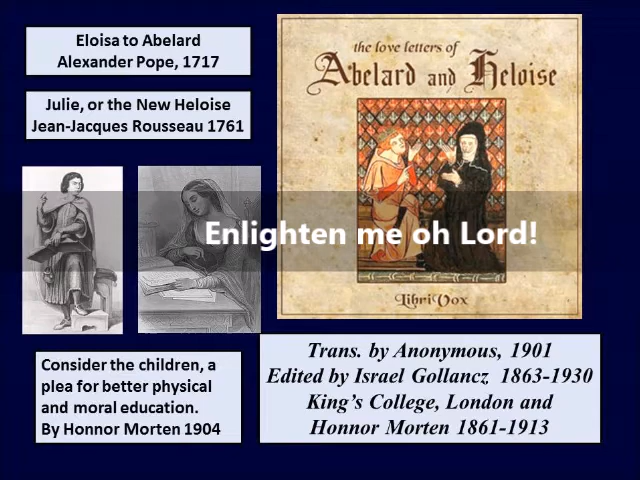 Eloisa to Abelard
Alexander Pope, 1717
Julie, or the New Heloise
Jean-Jacques Rousseau 1761
the love letters of
Abelard and Heloise
Enlighten me oh Lord!
LibriVox
Consider the children, a
plea for better physical
and moral education.
By Honnor Morten 1904
Trans. by Anonymous, 1901
Edited by Israel Gollancz 1863-1930
King's College, London and
Honnor Morten 1861-1913